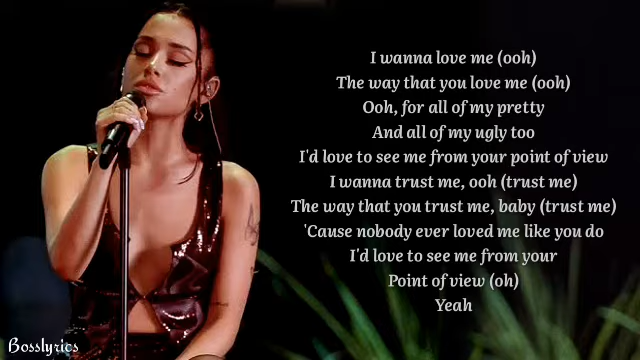 I wanna love me (ooh)
The way that you love me (ooh)
Ooh, for all of my pretty
And all of my ugly too
I'd love to see me from your point of view
I wanna trust me, ooh (trust me)
The way that you trust me, baby (trust me)
'Cause nobody ever loved me like you do
I'd love to see me from your
Point of view (oh)
Yeah
Bosslyrics